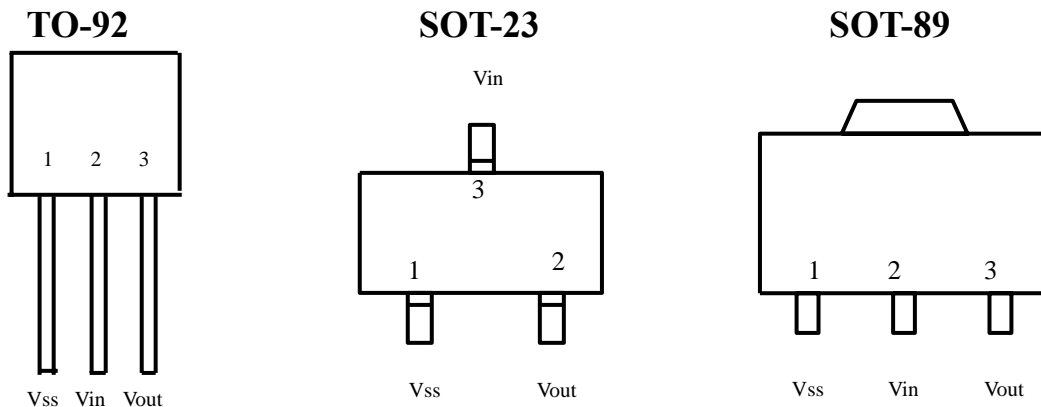 TO-92 SOT-23 SOT-89
Vin
1 2 3
3
1 2
1 2 3
Vss Vin Vout
Vss Vout
Vss Vin Vout